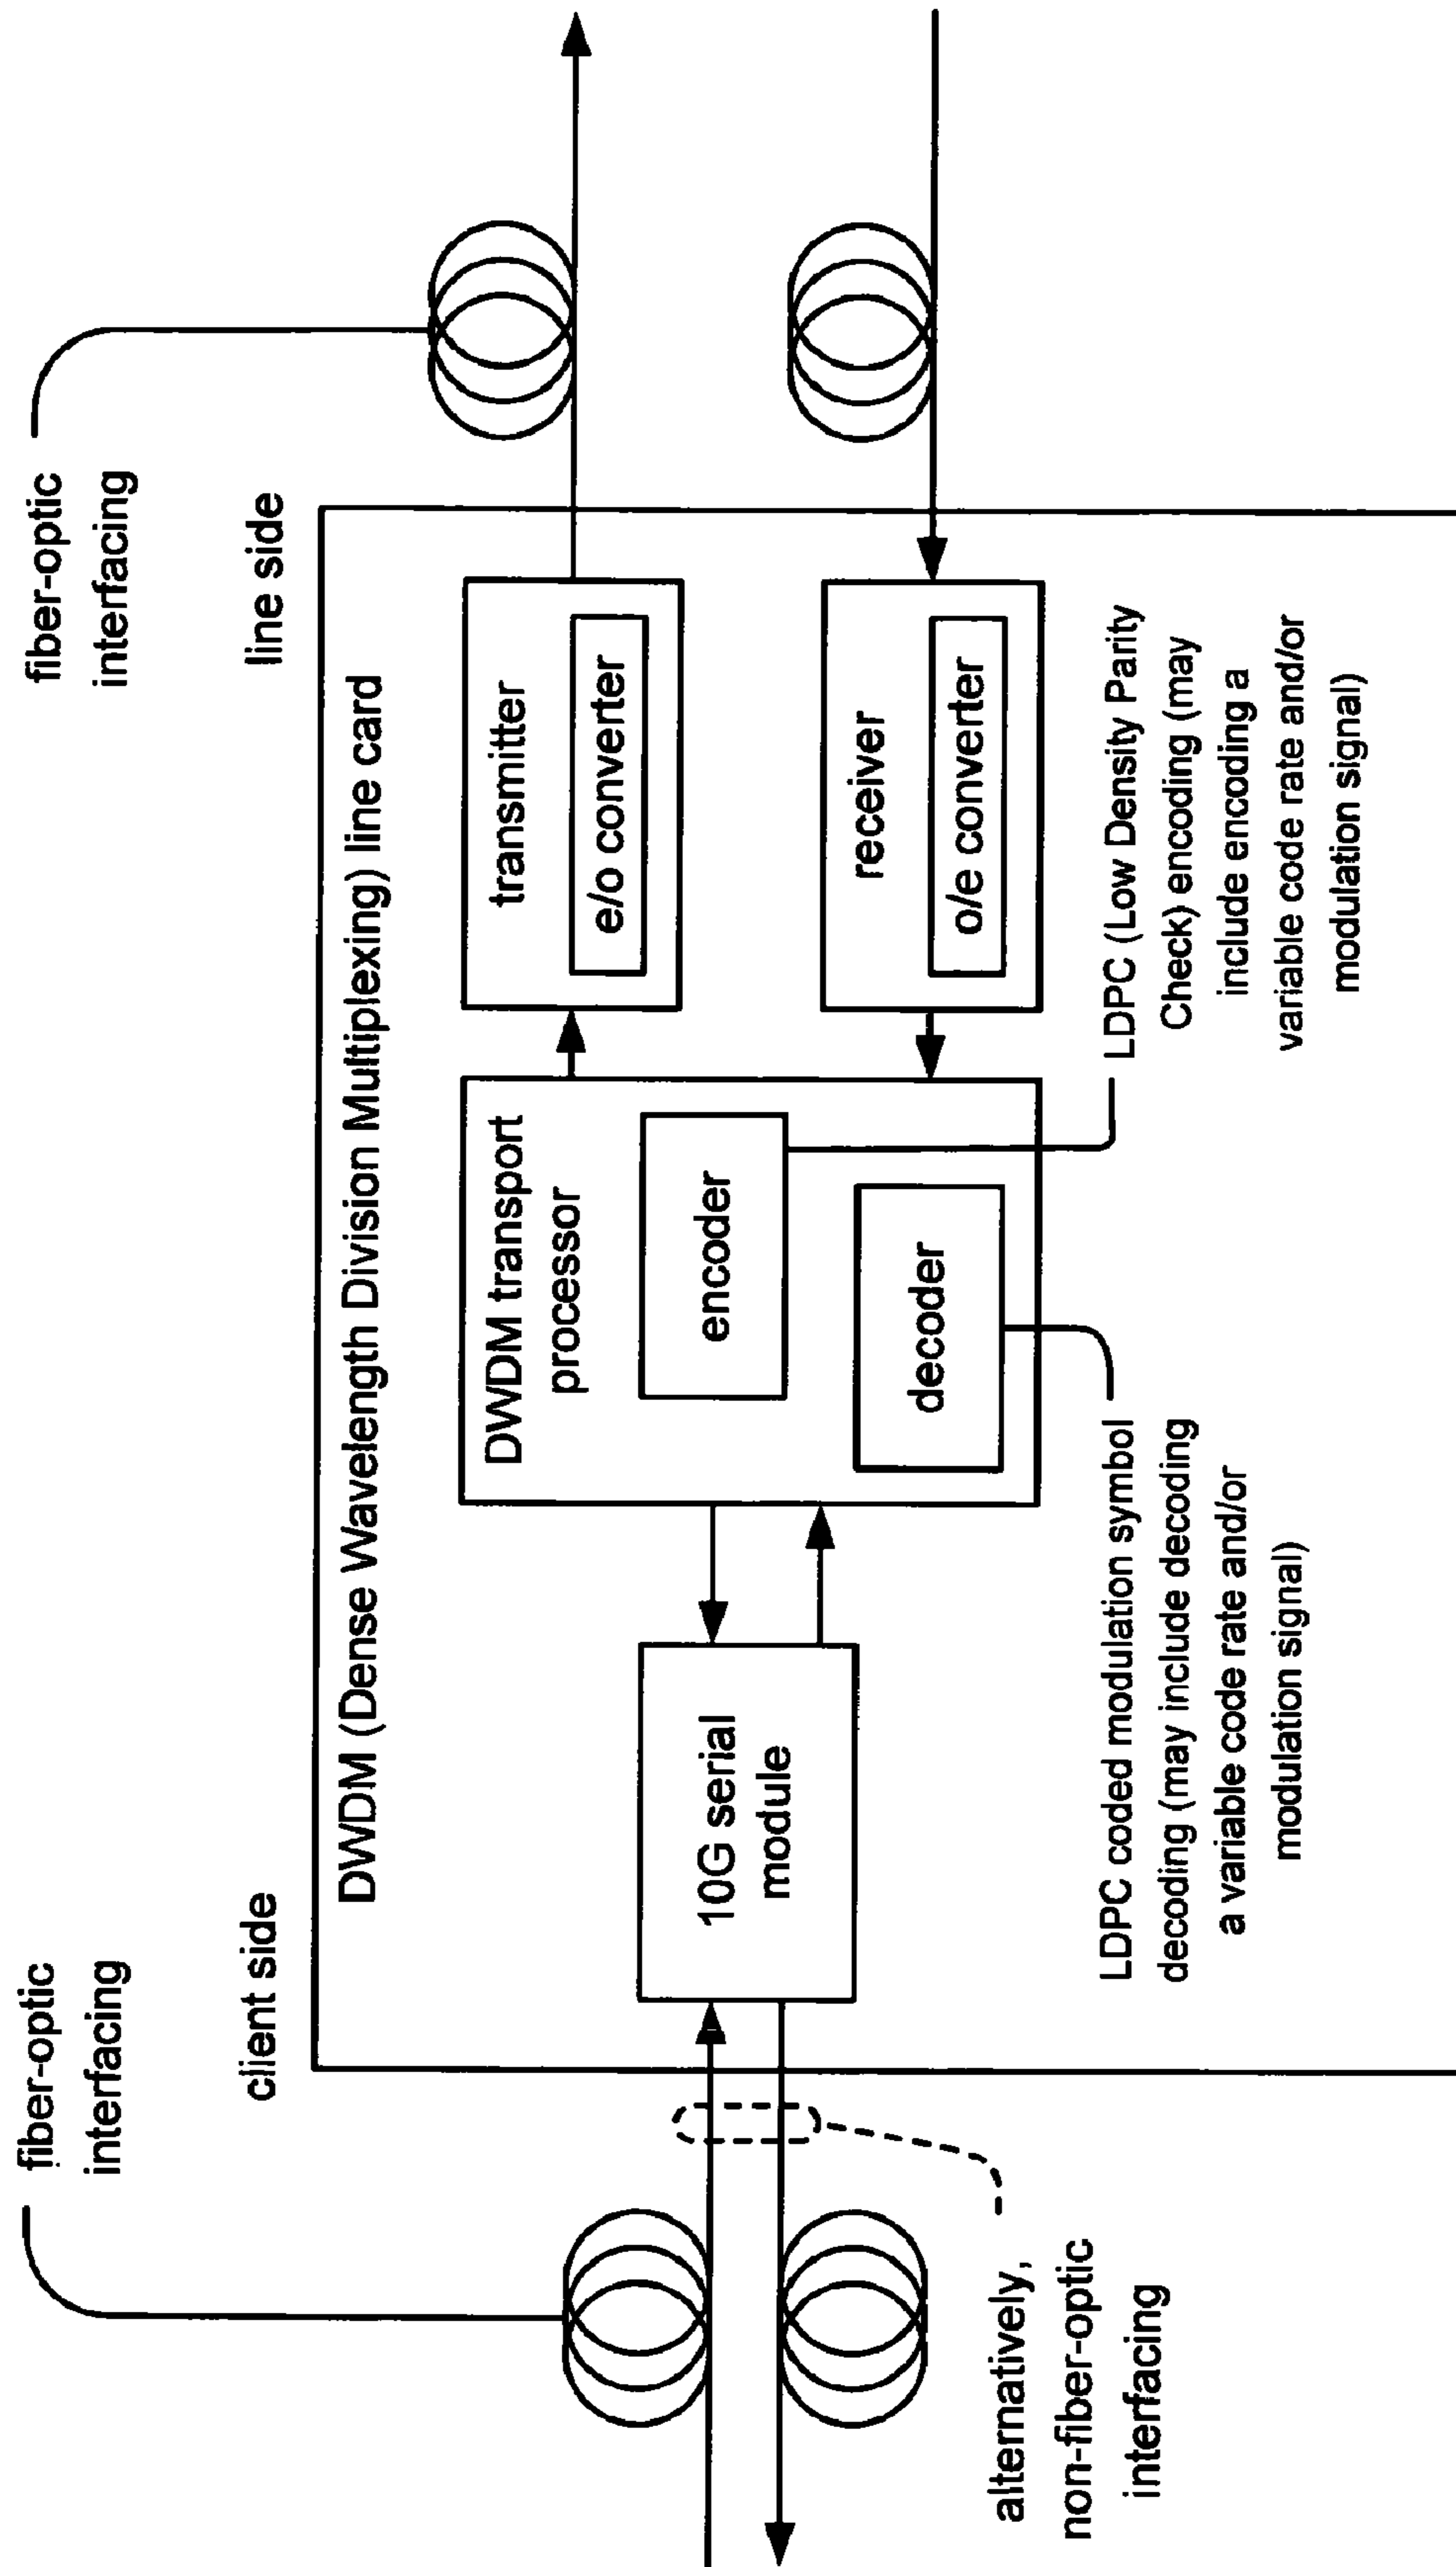 fiber-optic
interfacing
fiber-optic
interfacing
client side
line side
DWDM (Dense Wavelength Division Multiplexing) line card
10G serial
module
DWDM transport
processor
encoder
decoder
transmitter
e/o converter
receiver
o/e converter
alternatively,
non-fiber-optic
interfacing
LDPC coded modulation symbol
decoding (may include decoding
a variable code rate and/or
modulation signal)
LDPC (Low Density Parity
Check) encoding (may
include encoding a
variable code rate and/or
modulation signal)